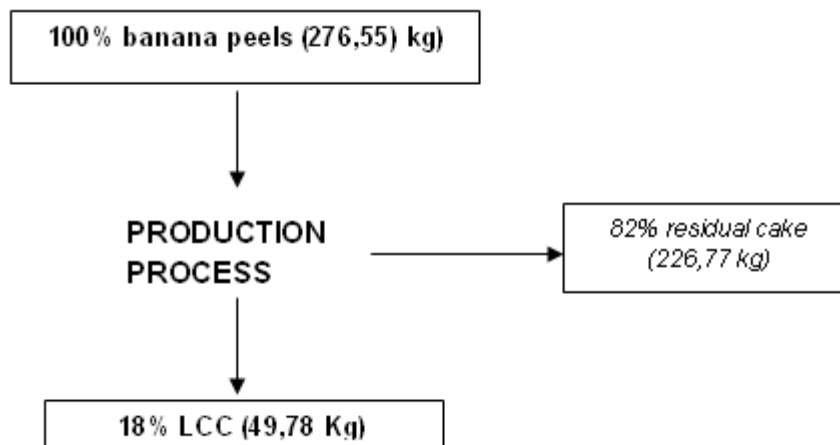 100% banana peels (276,55) kg)
PRODUCTION
PROCESS
82% residual cake
(226,77 kg)
18% LCC (49,78 Kg)